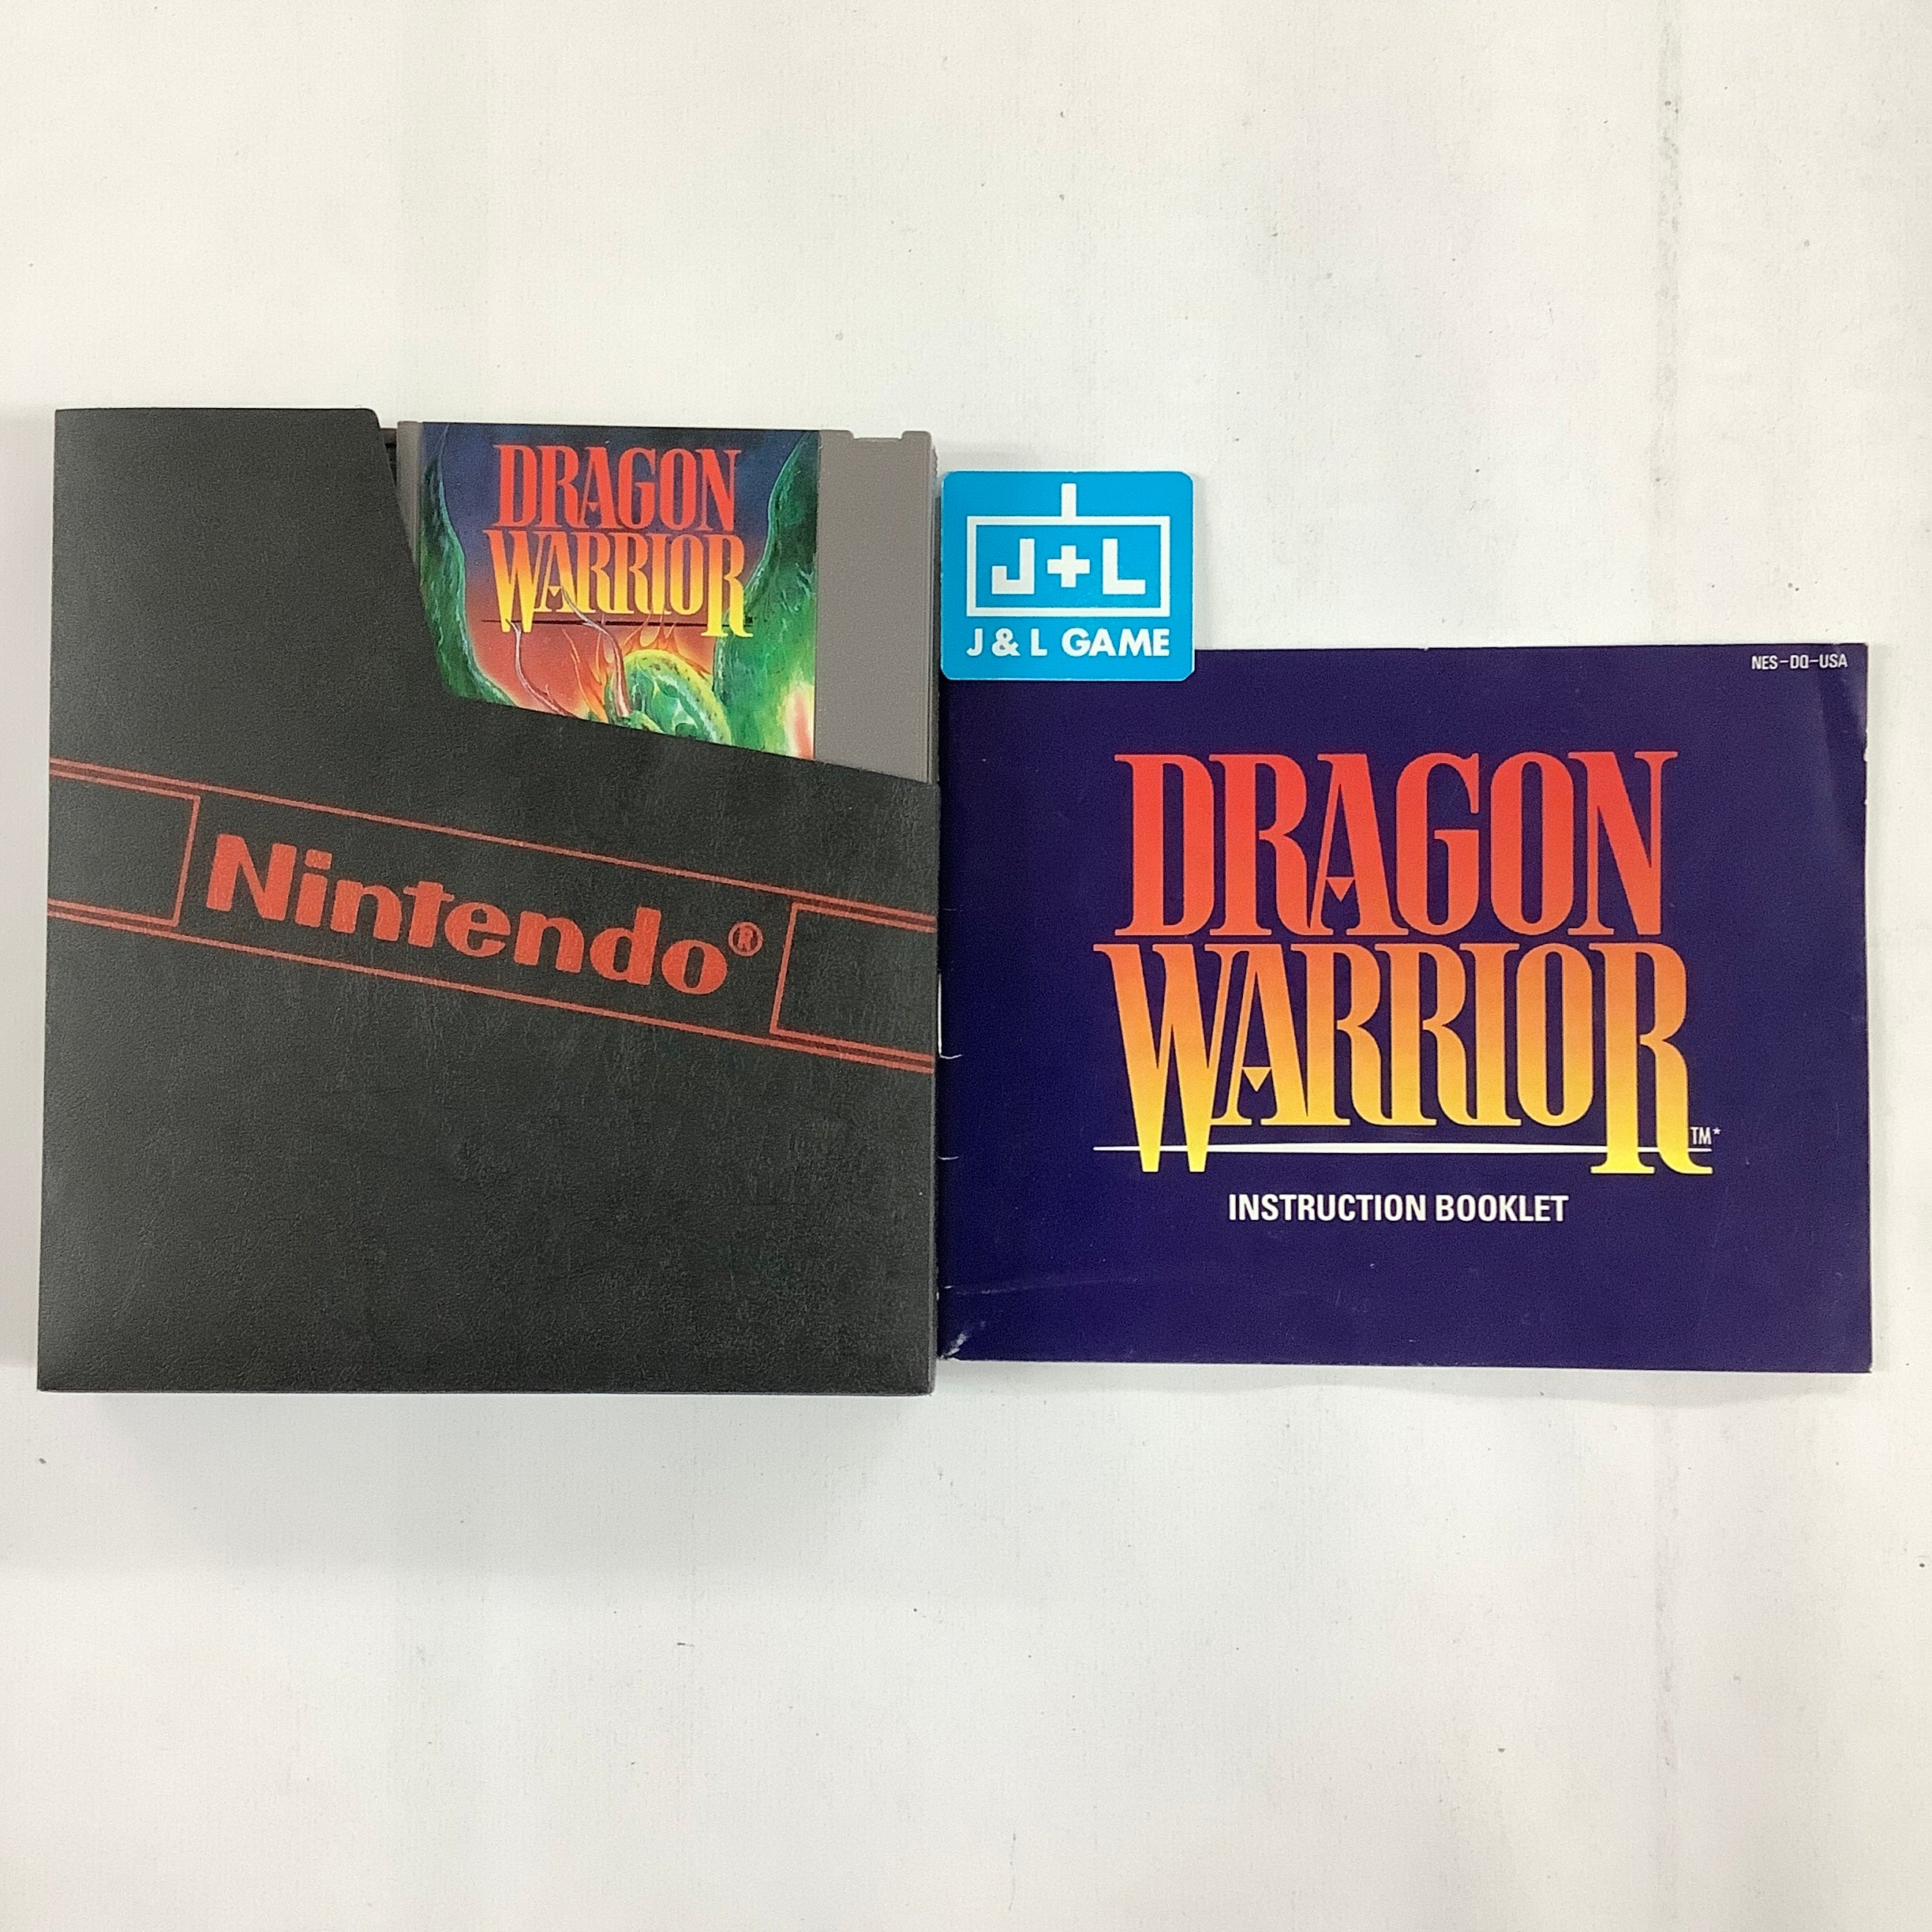 DRAGON
WARRIOR
Nintendo®
J+L
J & L GAME
NES-DQ-USA
DRAGON
WARRIOR TM*
INSTRUCTION BOOKLET